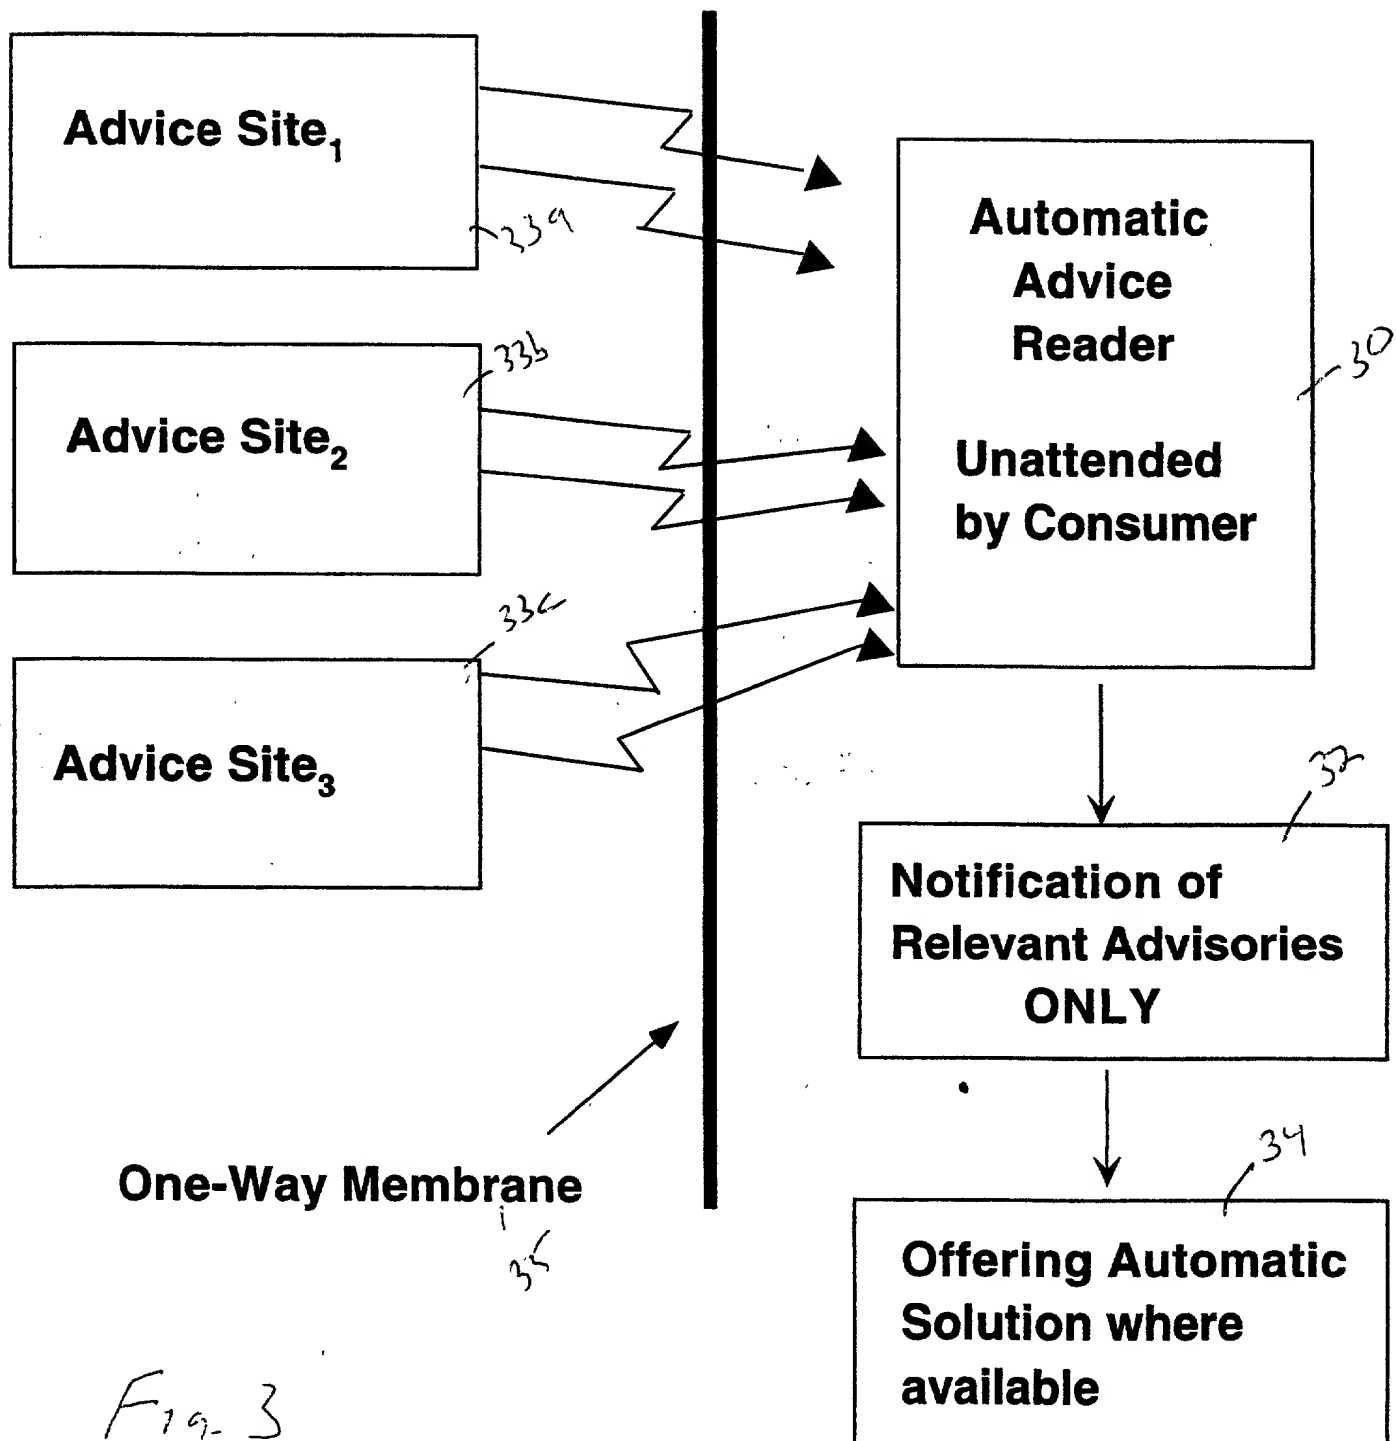 Advice Site₁
33a
Advice Site₂
33b
Advice Site₃
33c
One-Way Membrane
35
Automatic
Advice
Reader
Unattended
by Consumer
30
Notification of
Relevant Advisories
ONLY
32
Offering Automatic
Solution where
available
34
Fig. 3